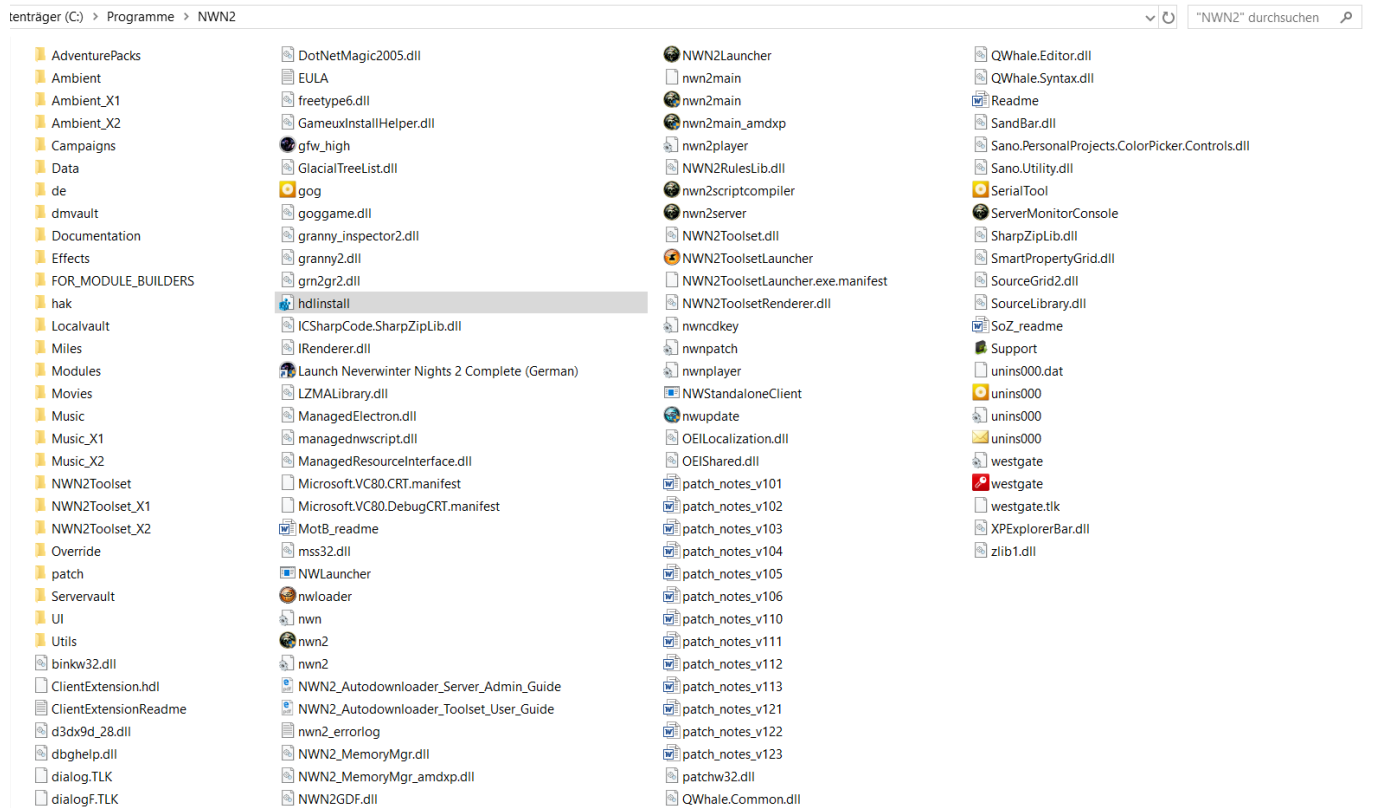 tenträger (C:) > Programme > NWN2
"NWN2" durchsuchen
AdventurePacks
Ambient
Ambient_X1
Ambient_X2
Campaigns
Data
de
dmvault
Documentation
Effects
FOR_MODULE_BUILDERS
hak
Localvault
Miles
Modules
Movies
Music
Music_X1
Music_X2
NWN2Toolset
NWN2Toolset_X1
NWN2Toolset_X2
Override
patch
Servervault
UI
Utils
binkw32.dll
ClientExtension.hdl
ClientExtensionReadme
d3dx9d_28.dll
dbghelp.dll
dialog.TLK
dialogF.TLK
DotNetMagic2005.dll
EULA
freetype6.dll
GameuxInstallHelper.dll
gfw_high
GlacialTreeList.dll
gog
goggame.dll
granny_inspector2.dll
granny2.dll
grn2gr2.dll
hdlinstall
ICSharpCode.SharpZipLib.dll
IRenderer.dll
Launch Neverwinter Nights 2 Complete (German)
LZMALibrary.dll
ManagedElectron.dll
managednwscript.dll
ManagedResourceInterface.dll
Microsoft.VC80.CRT.manifest
Microsoft.VC80.DebugCRT.manifest
MotB_readme
mss32.dll
NWLauncher
nwloader
nwn
nwn2
nwn2
NWN2_Autodownloader_Server_Admin_Guide
NWN2_Autodownloader_Toolset_User_Guide
nwn2_errorlog
NWN2_MemoryMgr.dll
NWN2_MemoryMgr_amdxp.dll
NWN2GDF.dll
NWN2Launcher
nwn2main
nwn2main
nwn2main_amdxp
nwn2player
NWN2RulesLib.dll
nwn2scriptcompiler
nwn2server
NWN2Toolset.dll
NWN2ToolsetLauncher
NWN2ToolsetLauncher.exe.manifest
NWN2ToolsetRenderer.dll
nwncdkey
nwnpatch
nwnplayer
NWStandaloneClient
nwupdate
OEILocalization.dll
OEIShared.dll
patch_notes_v101
patch_notes_v102
patch_notes_v103
patch_notes_v104
patch_notes_v105
patch_notes_v106
patch_notes_v110
patch_notes_v111
patch_notes_v112
patch_notes_v113
patch_notes_v121
patch_notes_v122
patch_notes_v123
patchw32.dll
QWhale.Common.dll
QWhale.Editor.dll
QWhale.Syntax.dll
Readme
SandBar.dll
Sano.PersonalProjects.ColorPicker.Controls.dll
Sano.Utility.dll
SerialTool
ServerMonitorConsole
SharpZipLib.dll
SmartPropertyGrid.dll
SourceGrid2.dll
SourceLibrary.dll
SoZ_readme
Support
unins000.dat
unins000
unins000
unins000
westgate
westgate
westgate.tlk
XPExplorerBar.dll
zlib1.dll